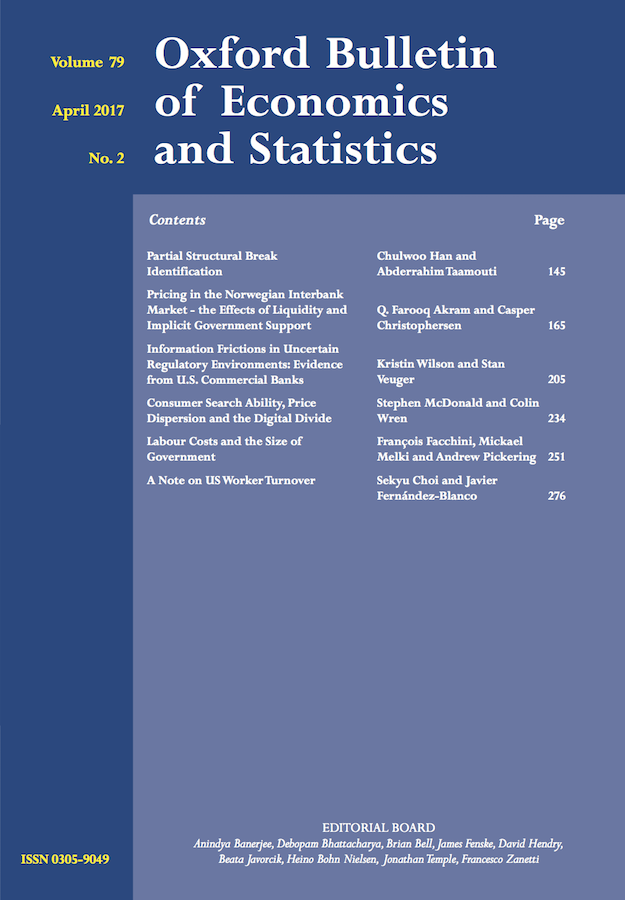 Volume 79
April 2017
No. 2
Oxford Bulletin
of Economics
and Statistics
Contents
Page
Partial Structural Break
Identification
Chulwoo Han and
Abderrahim Taamouti 145
Pricing in the Norwegian Interbank
Market - the Effects of Liquidity and
Implicit Government Support
Q. Farooq Akram and Casper
Christophersen 165
Information Frictions in Uncertain
Regulatory Environments: Evidence
from U.S. Commercial Banks
Kristin Wilson and Stan
Veuger 205
Consumer Search Ability, Price
Dispersion and the Digital Divide
Stephen McDonald and Colin
Wren 234
Labour Costs and the Size of
Government
François Facchini, Mickael
Melki and Andrew Pickering 251
A Note on US Worker Turnover
Sekyu Choi and Javier
Fernández-Blanco 276
EDITORIAL BOARD
Anindya Banerjee, Debopam Bhattacharya, Brian Bell, James Fenske, David Hendry,
Beata Javorcik, Heino Bohn Nielsen, Jonathan Temple, Francesco Zanetti
ISSN 0305-9049